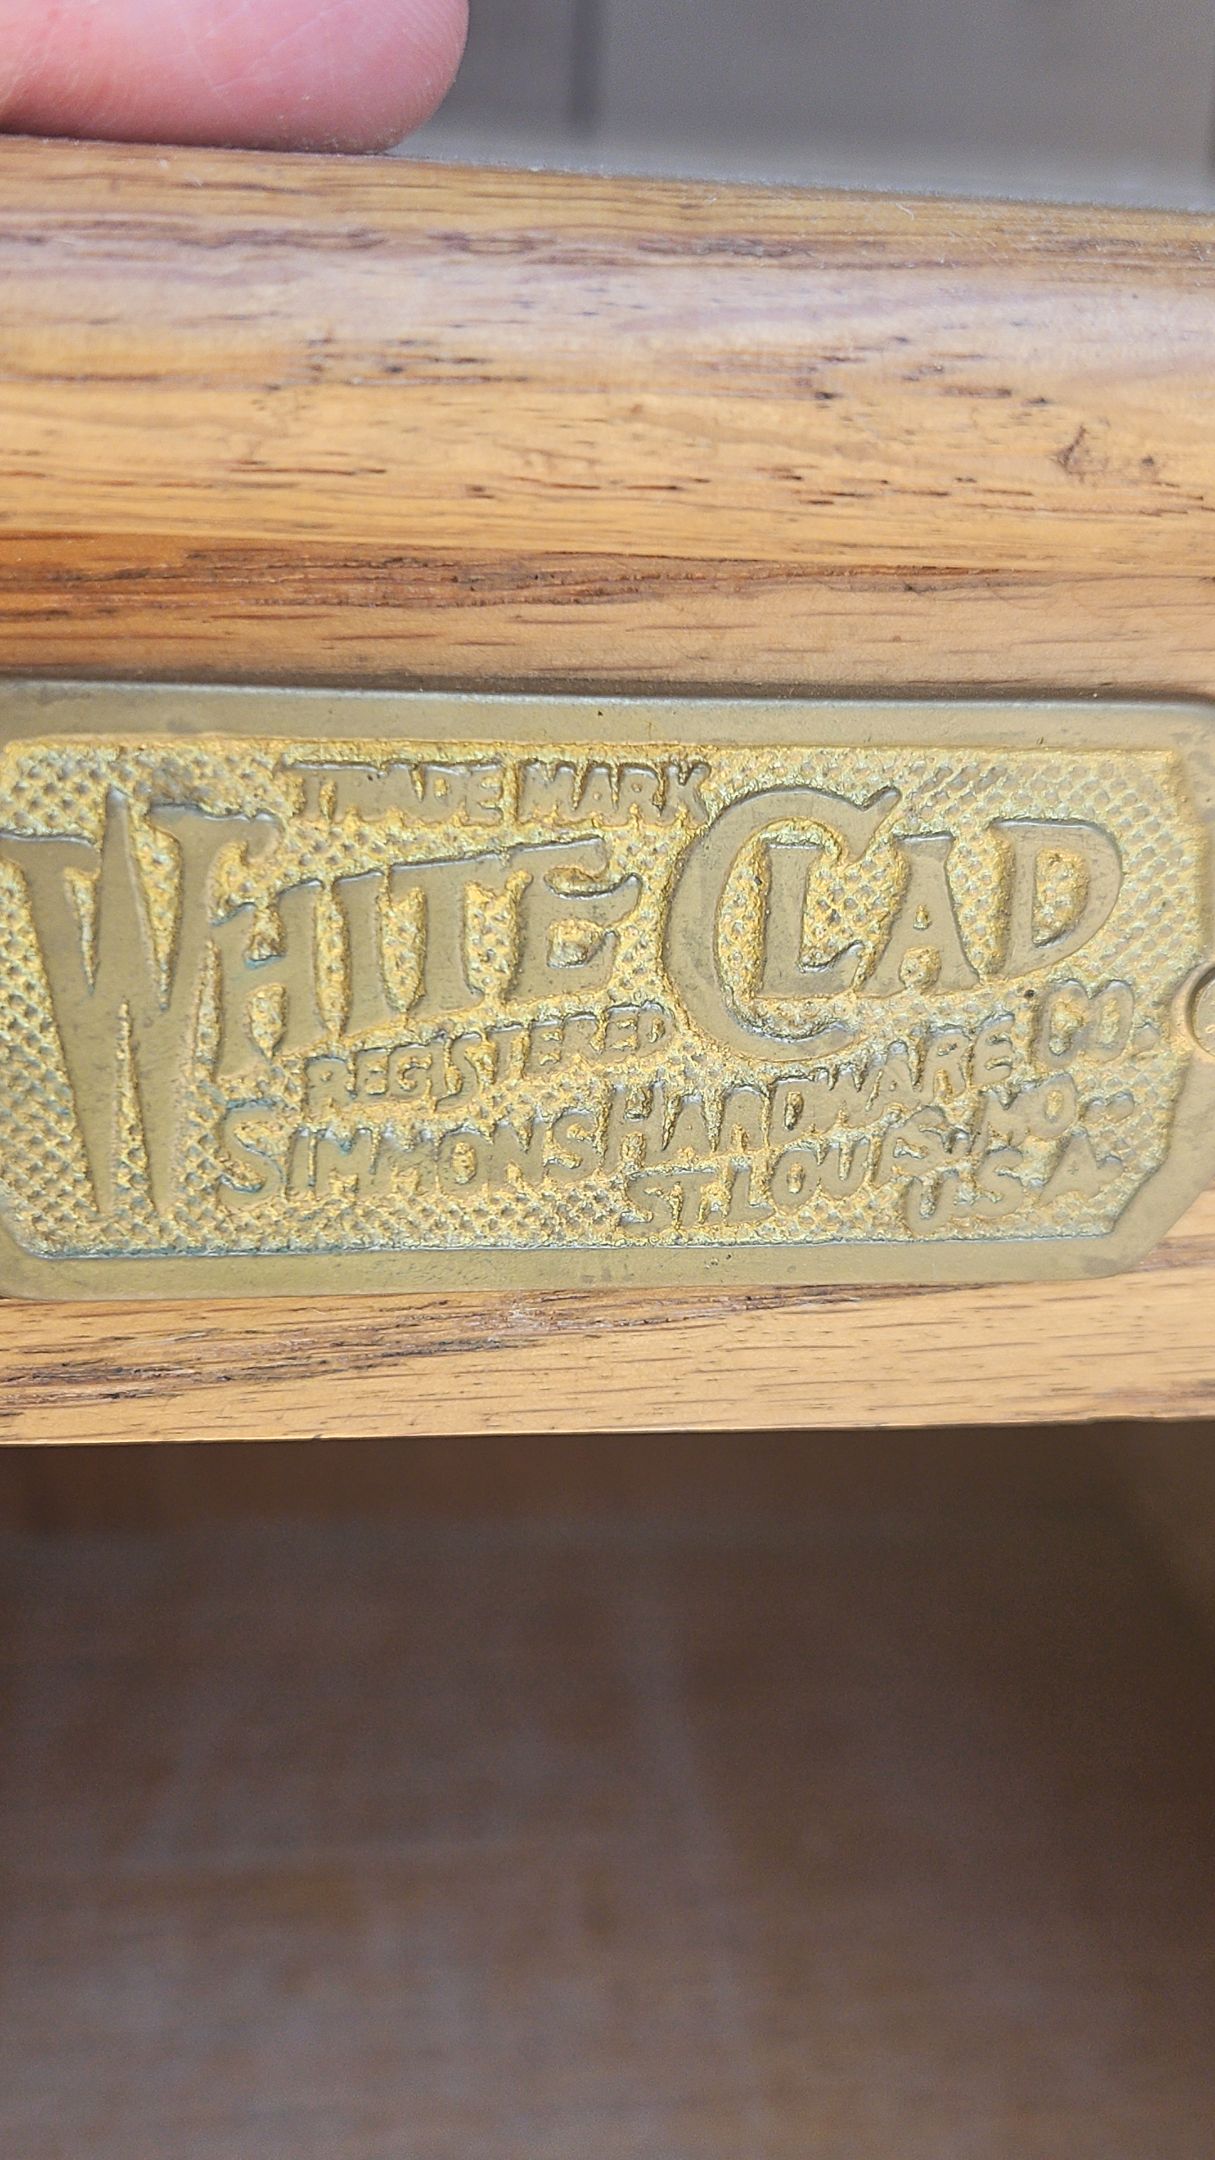 TRADE MARK
WHITE CLAD
REGISTERED
SIMMONS HARDWARE CO.
ST. LOUIS, MO.
U.S.A.